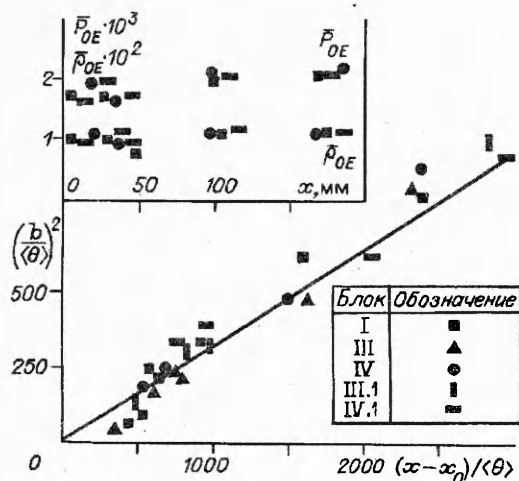 P̅₀E·10³
ρ̅₀E·10²
2
1
P̅₀E
ρ̅₀E
0 50 100 x, мм
(b/⟨θ⟩)²
500
250
0 1000 2000 (x−x₀)/⟨θ⟩
Блок Обозначение
I
III
IV
III.1
IV.1